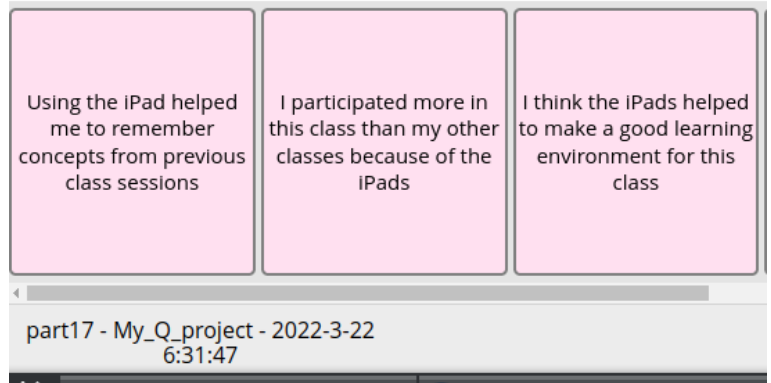 Using the iPad helped
me to remember
concepts from previous
class sessions
I participated more in
this class than my other
classes because of the
iPads
I think the iPads helped
to make a good learning
environment for this
class
part17 - My_Q_project - 2022-3-22
6:31:47